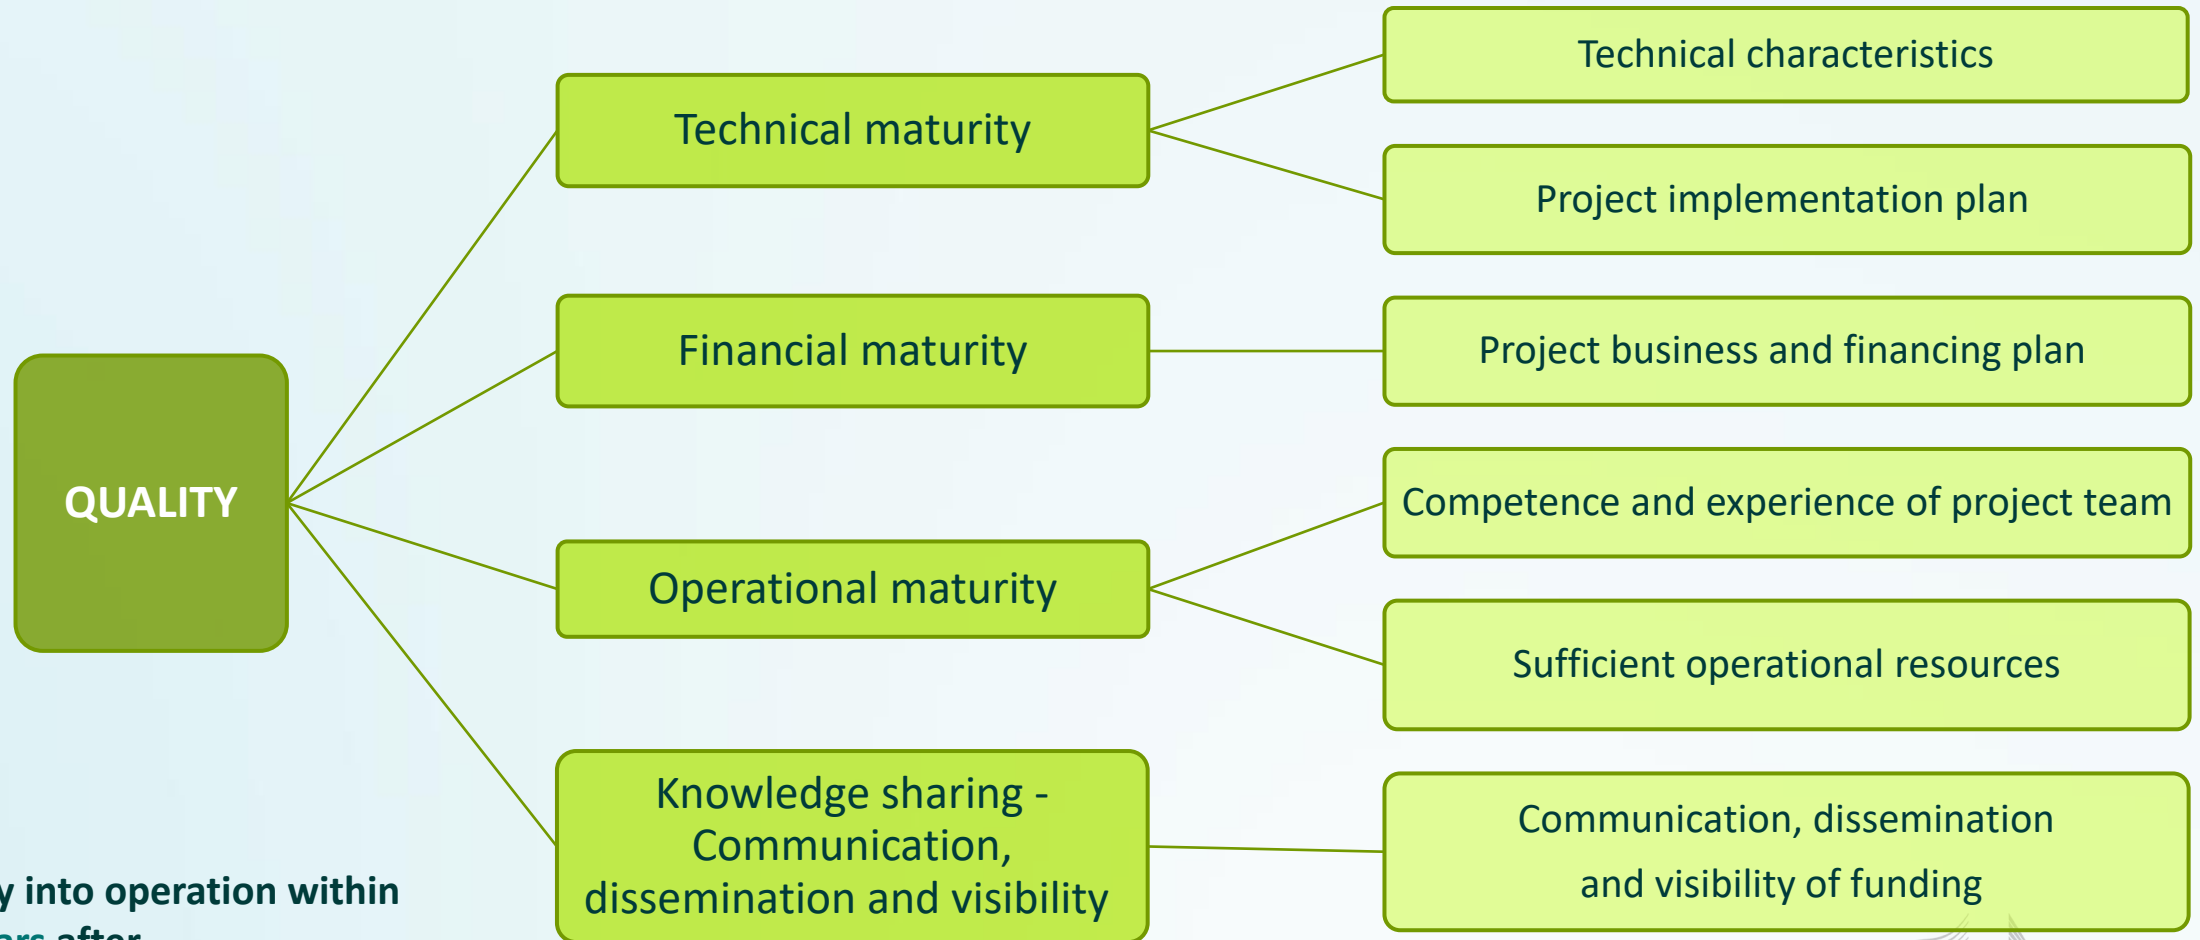 QUALITY
Technical maturity
Technical characteristics
Project implementation plan
Financial maturity
Project business and financing plan
Operational maturity
Competence and experience of project team
Sufficient operational resources
Knowledge sharing -
Communication,
dissemination and visibility
Communication, dissemination
and visibility of funding
into operation within
after